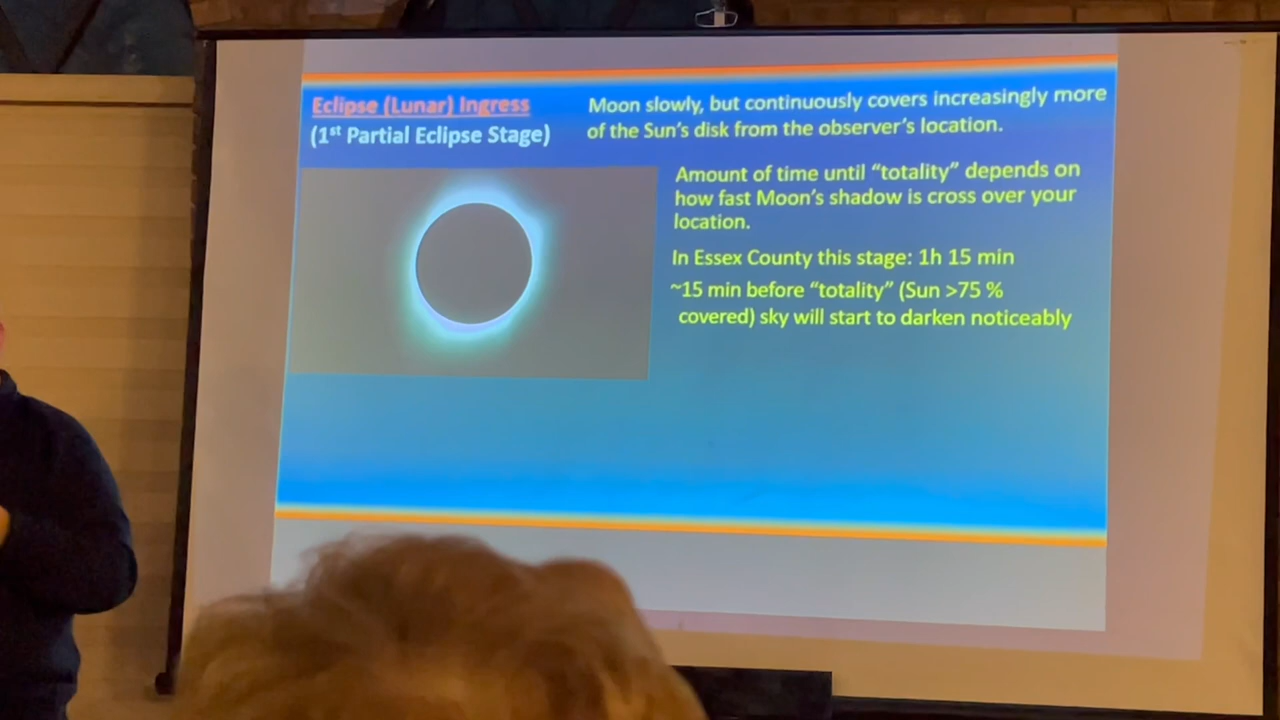 Eclipse (Lunar) Ingress
(1st Partial Eclipse Stage)
Moon slowly, but continuously covers increasingly more
of the Sun's disk from the observer's location.
Amount of time until “totality” depends on
how fast Moon's shadow is cross over your
location.
In Essex County this stage: 1h 15 min
~15 min before “totality” (Sun >75 %
covered) sky will start to darken noticeably